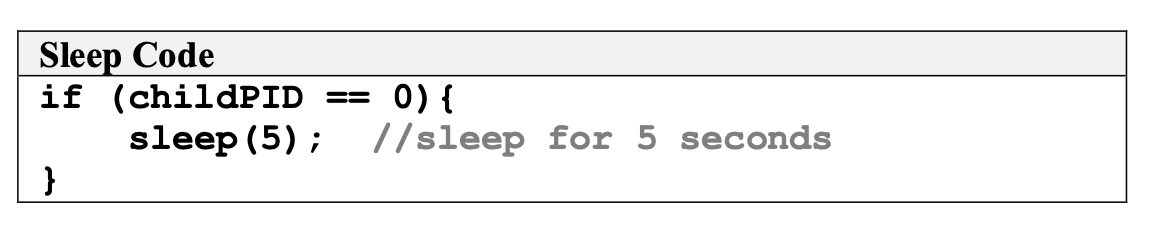 Sleep Code
if (childPID == 0){
    sleep(5);  //sleep for 5 seconds
}